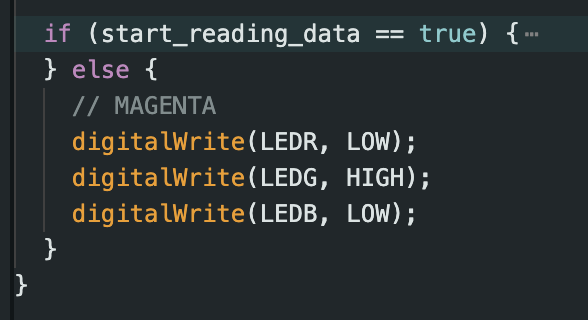 if (start_reading_data == true) {⋯
} else {
// MAGENTA
digitalWrite(LEDR, LOW);
digitalWrite(LEDG, HIGH);
digitalWrite(LEDB, LOW);
}
}